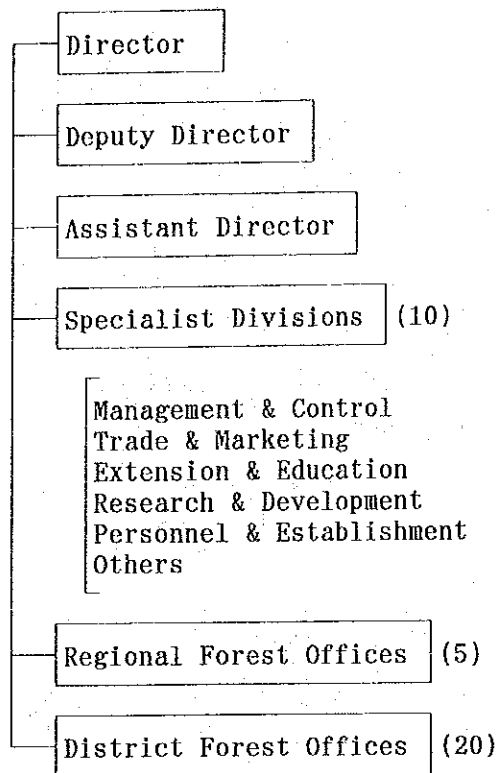 Director
Deputy Director
Assistant Director
Specialist Divisions (10)
Management & Control
Trade & Marketing
Extension & Education
Research & Development
Personnel & Establishment
Others
Regional Forest Offices (5)
District Forest Offices (20)